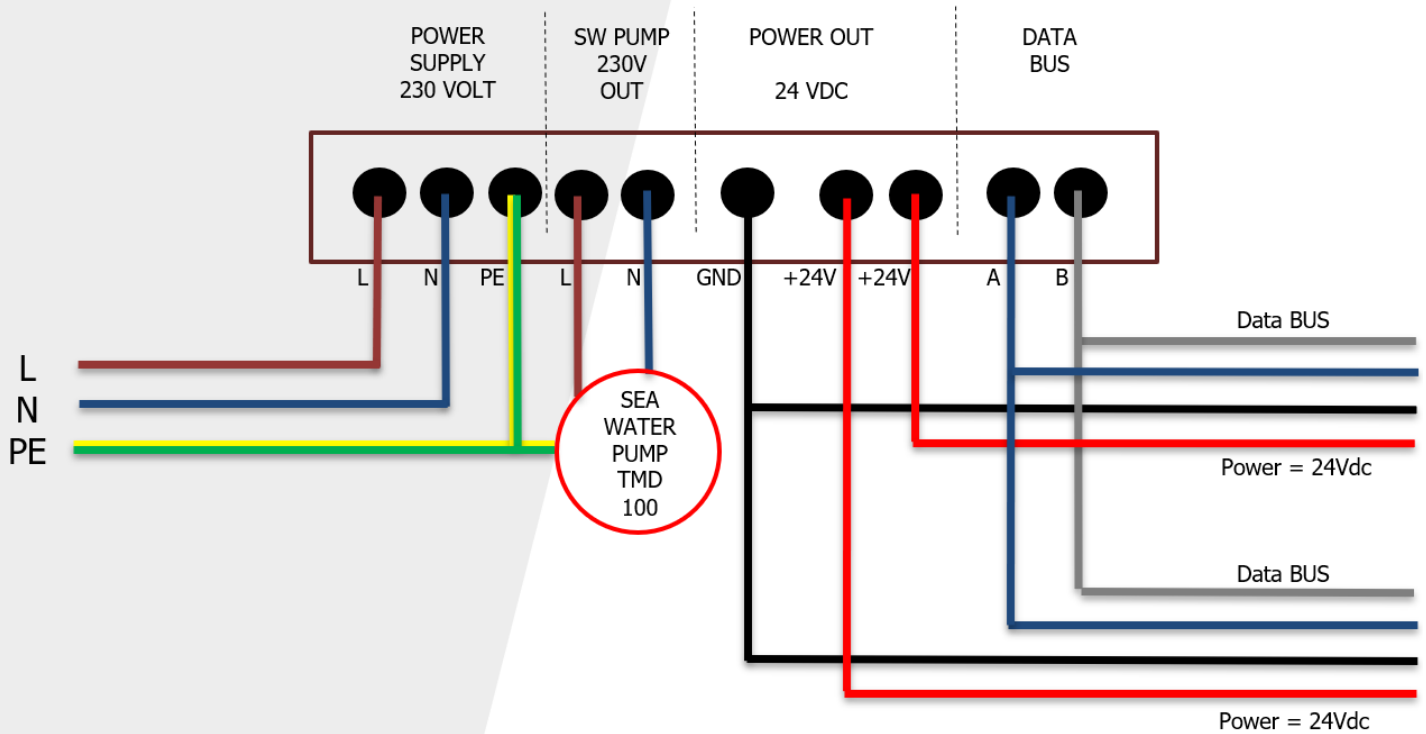 POWER
SUPPLY
230 VOLT
SW PUMP
230V
OUT
POWER OUT
24 VDC
DATA
BUS
L N PE L N GND +24V +24V A B
L
N
PE
SEA
WATER
PUMP
TMD
100
Data BUS
Power = 24Vdc
Data BUS
Power = 24Vdc